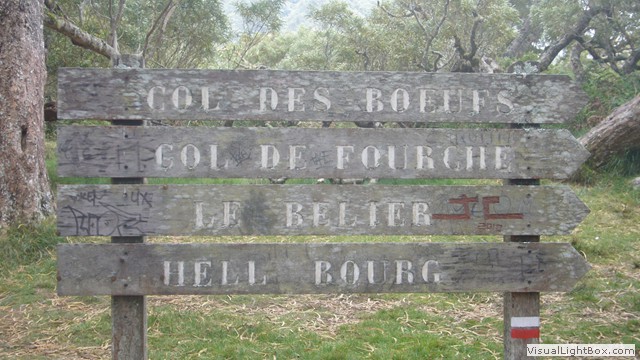 COL DES BOEUFS
COL DE FOURCHE
LE BELIER
HELL BOURG
VisualLightBox.com